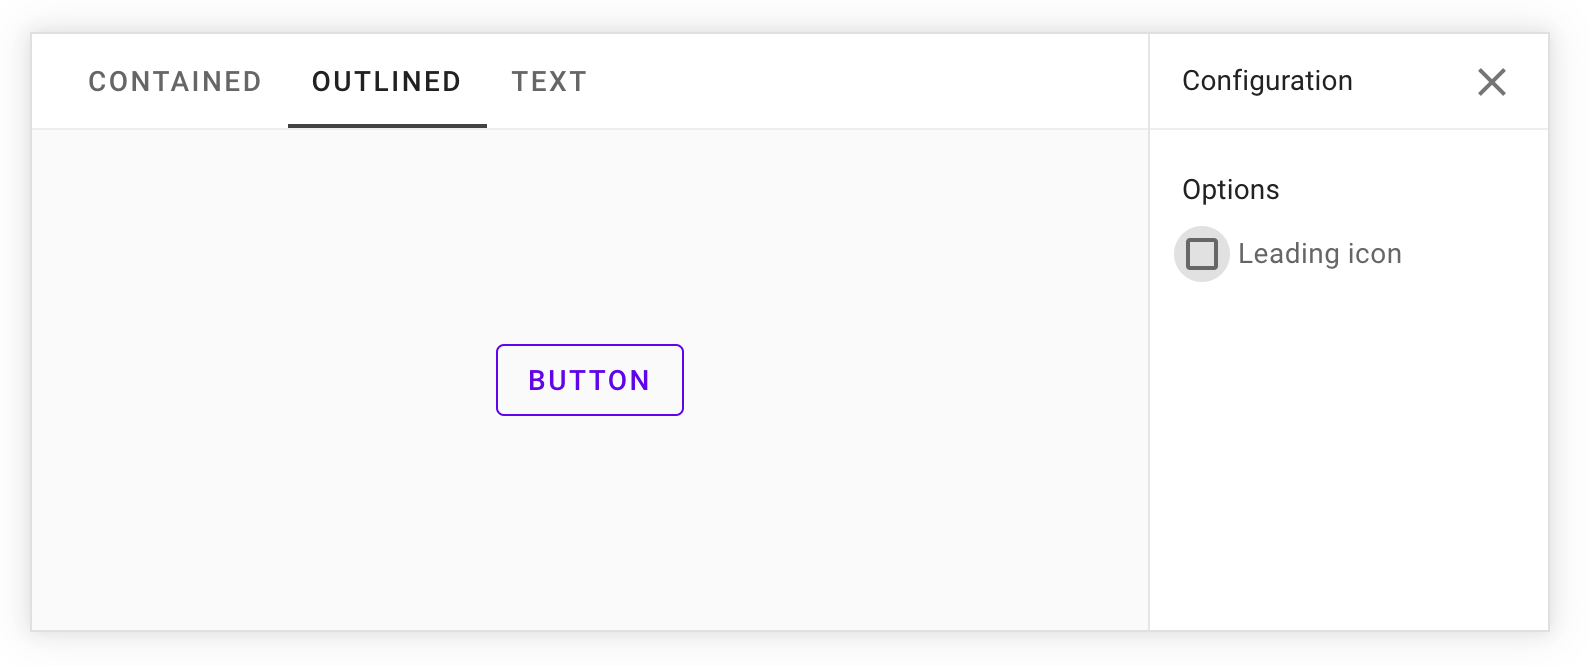 CONTAINED OUTLINED TEXT
Configuration
Options
Leading icon
BUTTON